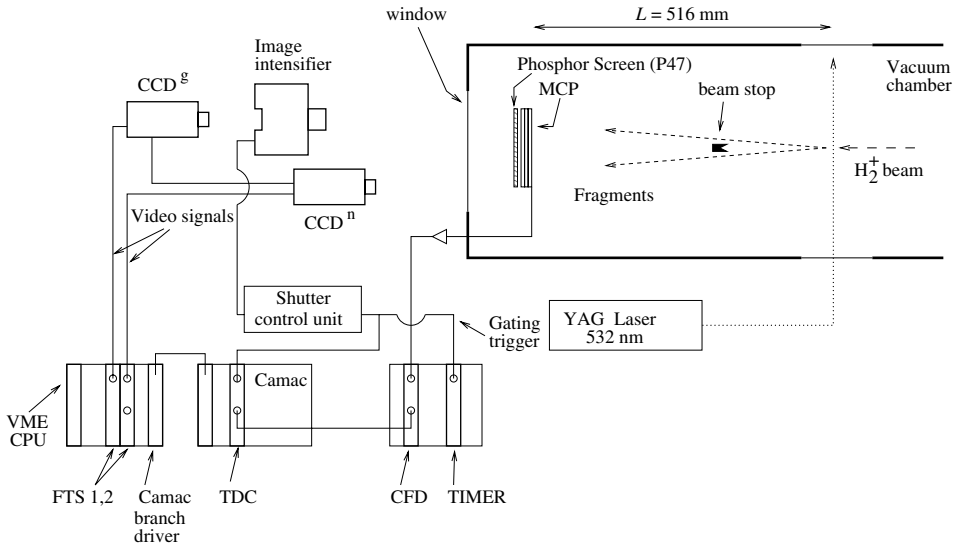 window
L = 516 mm
Image
intensifier
CCD g
Phosphor Screen (P47)
MCP
beam stop
Vacuum
chamber
H2+ beam
Fragments
CCD n
Video signals
Shutter
control unit
Gating
trigger
YAG Laser
532 nm
Camac
VME
CPU
FTS 1,2
Camac
branch
driver
TDC
CFD
TIMER